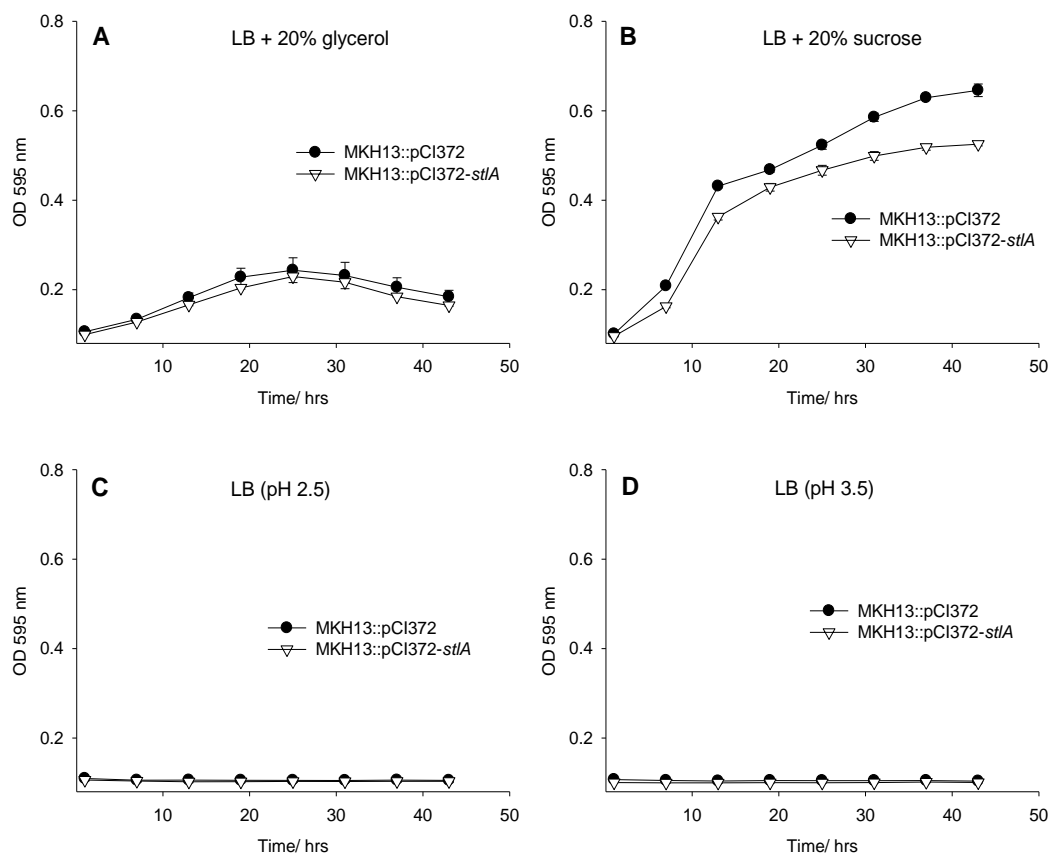 A
LB + 20% glycerol
0.8
0.6
0.4
0.2
OD 595 nm
MKH13::pCI372
MKH13::pCI372-stlA
10 20 30 40 50
Time/ hrs
B
LB + 20% sucrose
0.8
0.6
0.4
0.2
OD 595 nm
MKH13::pCI372
MKH13::pCI372-stlA
10 20 30 40 50
Time/ hrs
C
LB (pH 2.5)
0.8
0.6
0.4
0.2
OD 595 nm
MKH13::pCI372
MKH13::pCI372-stlA
10 20 30 40 50
Time/ hrs
D
LB (pH 3.5)
0.8
0.6
0.4
0.2
OD 595 nm
MKH13::pCI372
MKH13::pCI372-stlA
10 20 30 40 50
Time/ hrs